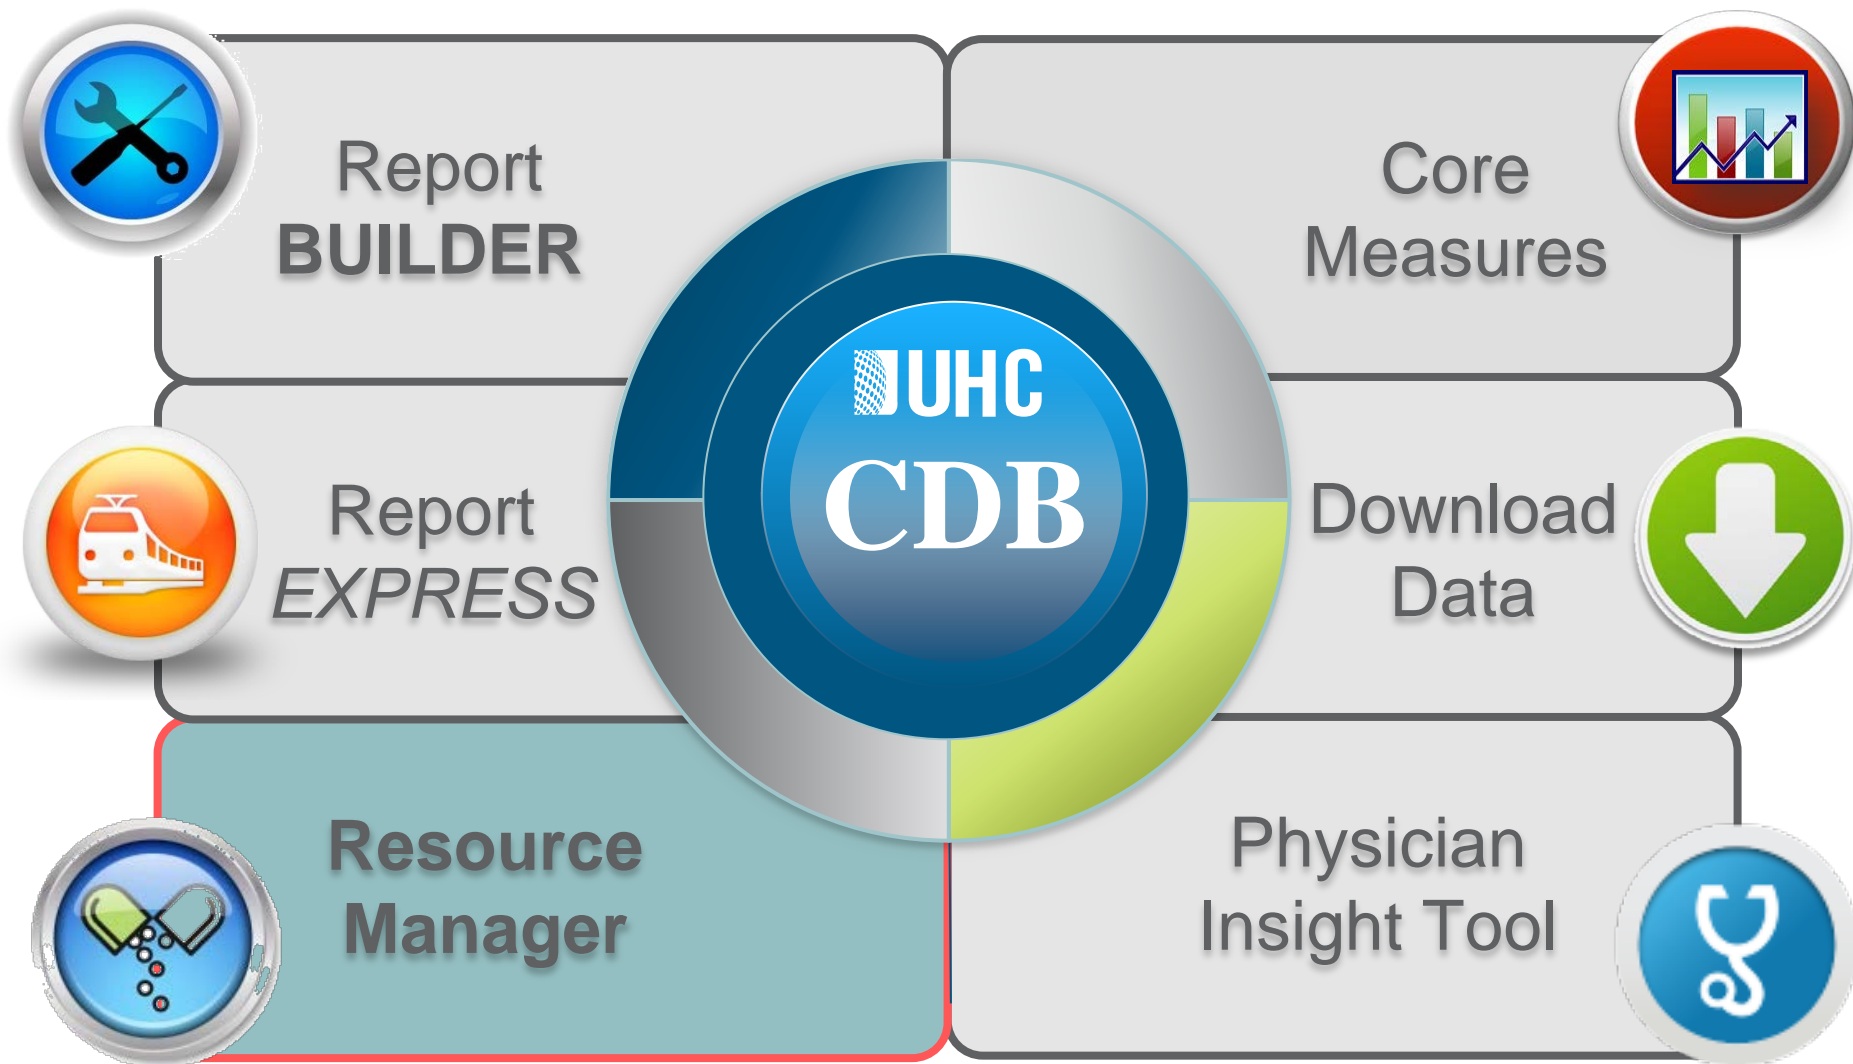 Report
BUILDER
Core
Measures
UHC
CDB
Report
EXPRESS
Download
Data
Resource
Manager
Physician
Insight Tool